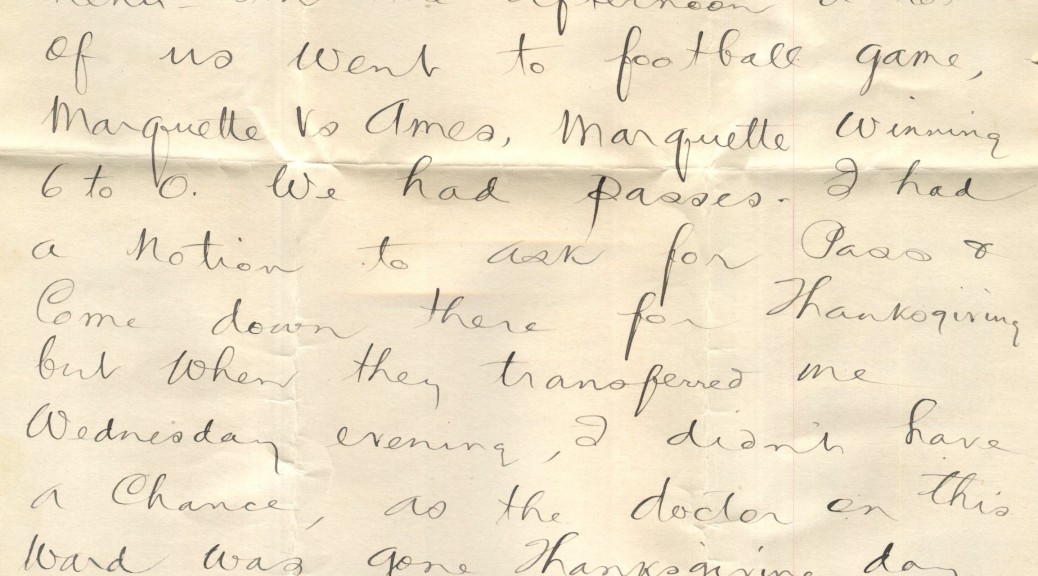 afternoon a lot
of us went to football game,
Marquette Vs Ames, Marquette Winning
6 to 0. We had passes. I had
a Notion to ask for Pass &
Come down there for Thanksgiving
but When they transferred me
Wednesday evening, I didn't have
a Chance, as the doctor on this
Ward was gone Thanksgiving day